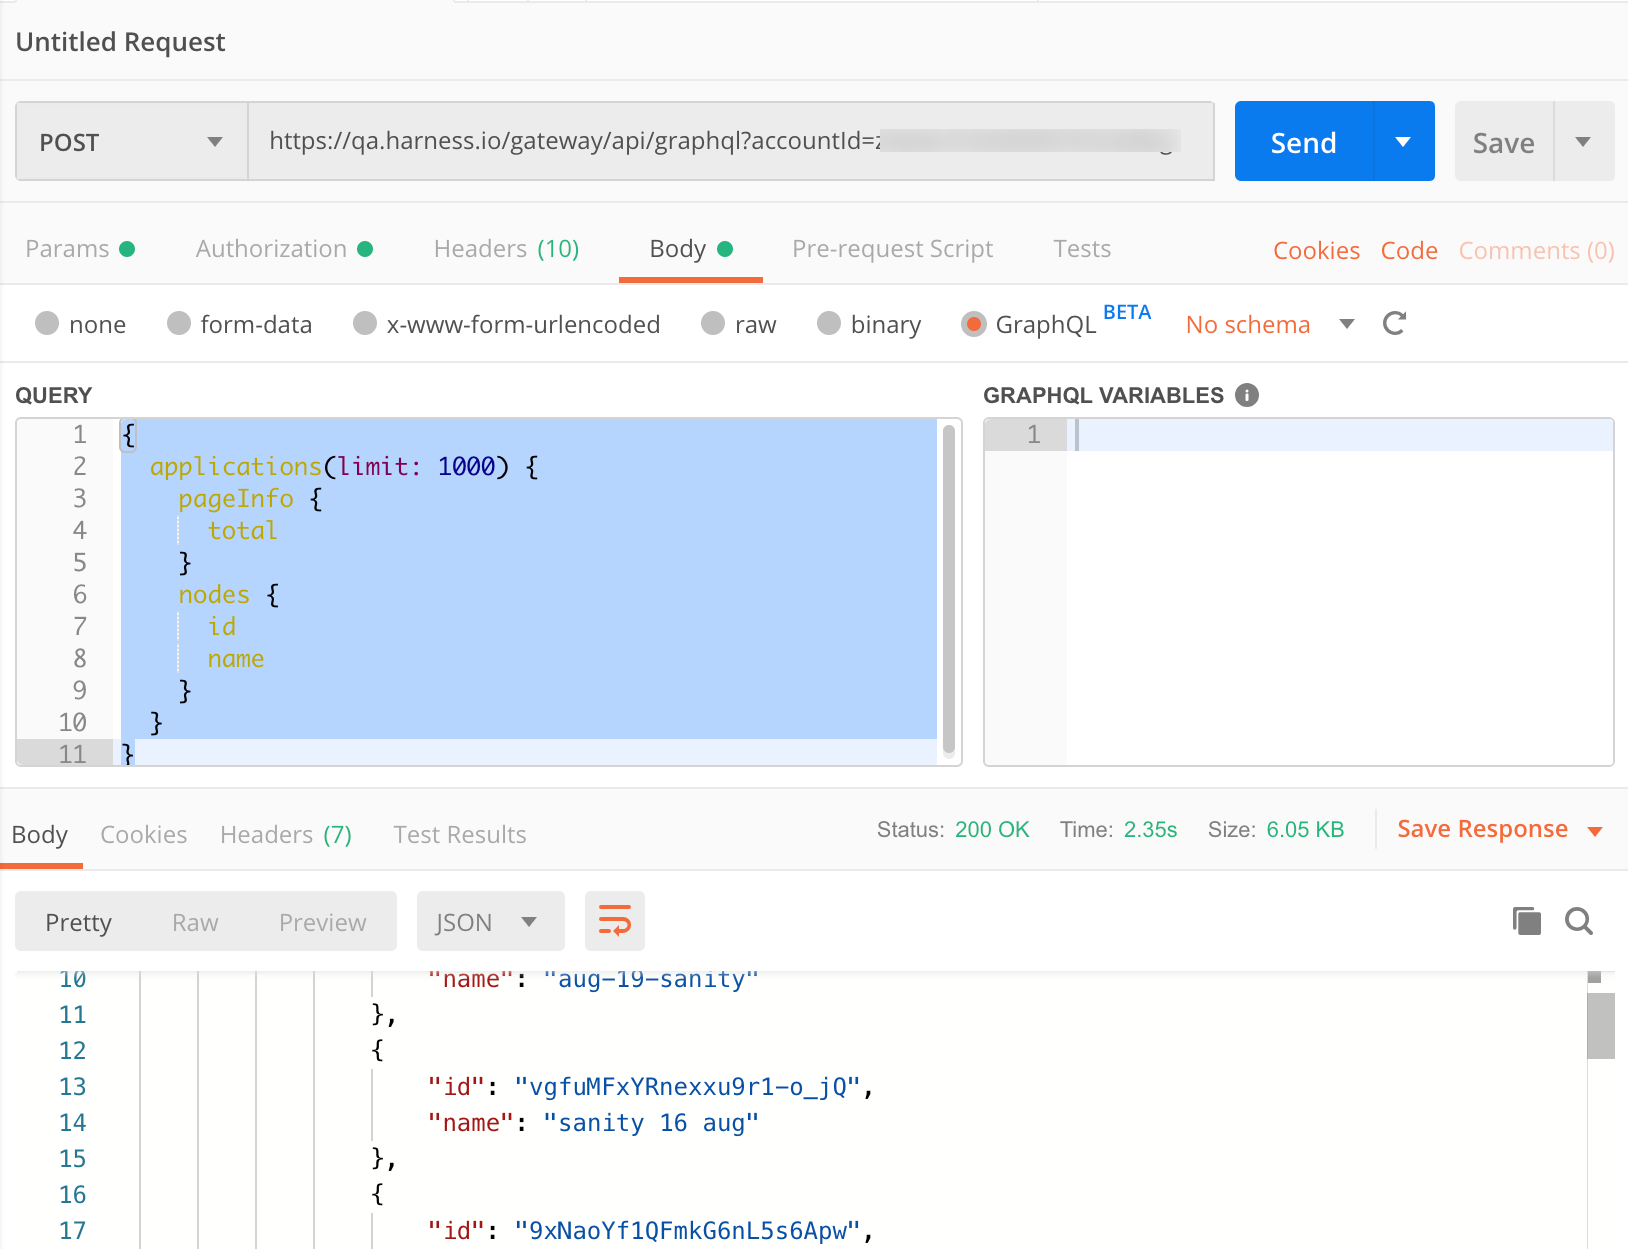 Untitled Request
POST https://qa.harness.io/gateway/api/graphql?accountId=z Send Save
Params Authorization Headers (10) Body Pre-request Script Tests Cookies Code Comments (0)
none form-data x-www-form-urlencoded raw binary GraphQL BETA No schema
QUERY
1 {
2 applications(limit: 1000) {
3 pageInfo {
4 total
5 }
6 nodes {
7 id
8 name
9 }
10 }
11 }
GRAPHQL VARIABLES i
1
Body Cookies Headers (7) Test Results Status: 200 OK Time: 2.35s Size: 6.05 KB Save Response
Pretty Raw Preview JSON
10 "name": "aug-19-sanity"
11 },
12 {
13 "id": "vgfuMFxYRnexxu9r1-o_jQ",
14 "name": "sanity 16 aug"
15 },
16 {
17 "id": "9xNaoYf1QFmkG6nL5s6Apw",